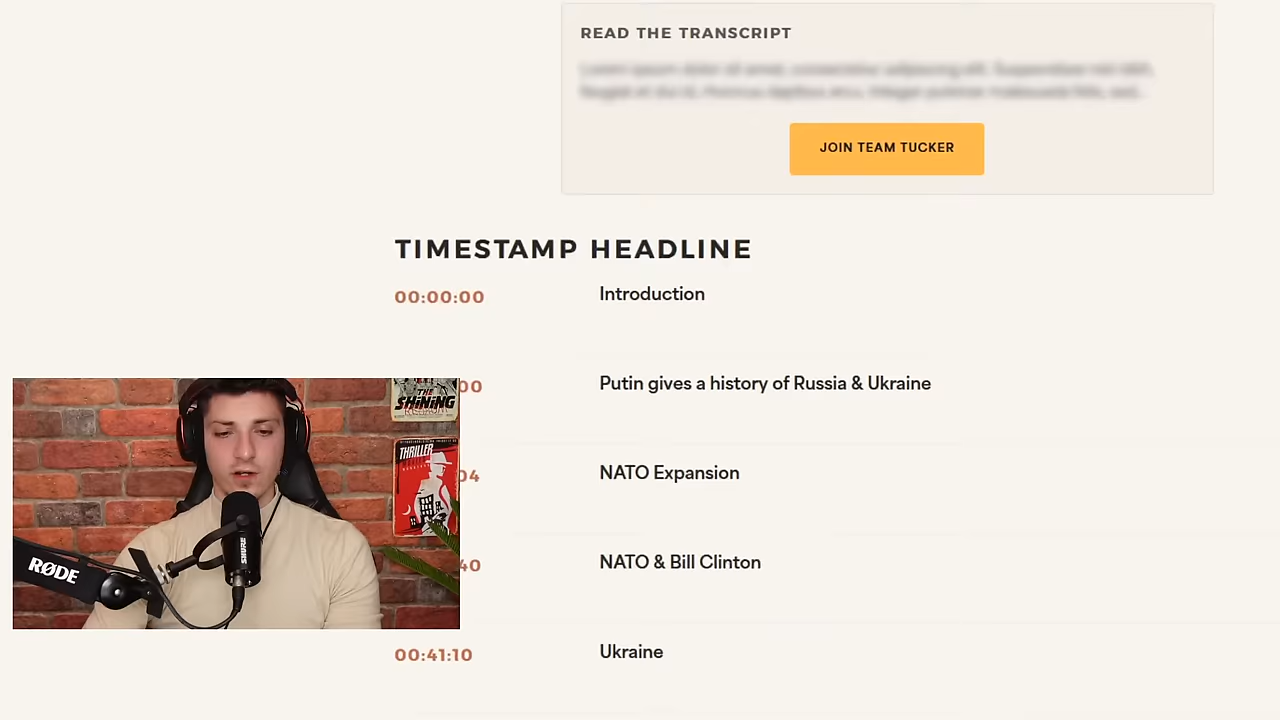 READ THE TRANSCRIPT
JOIN TEAM TUCKER
TIMESTAMP HEADLINE
00:00:00 Introduction
00 Putin gives a history of Russia & Ukraine
04 NATO Expansion
40 NATO & Bill Clinton
00:41:10 Ukraine
THE
SHiNiNG
THRILLER
RØDE
SHURE